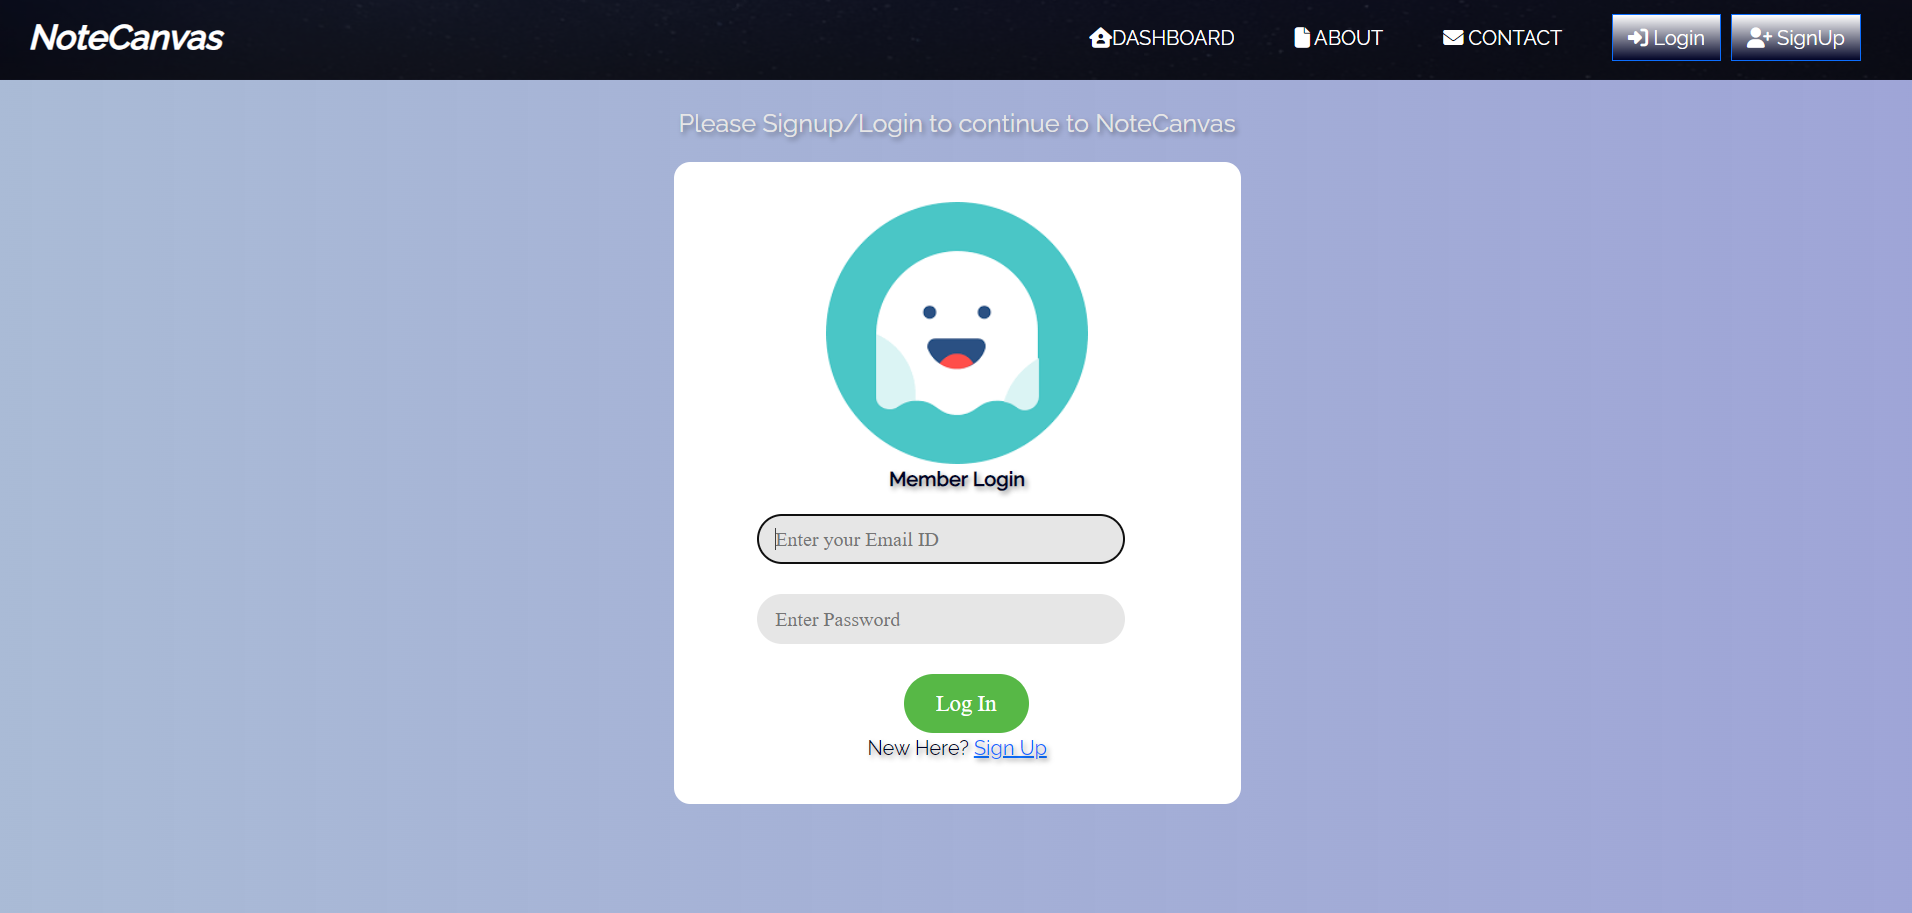 NoteCanvas
DASHBOARD ABOUT CONTACT Login SignUp
Please Signup/Login to continue to NoteCanvas
Member Login
Enter your Email ID
Enter Password
Log In
New Here? Sign Up